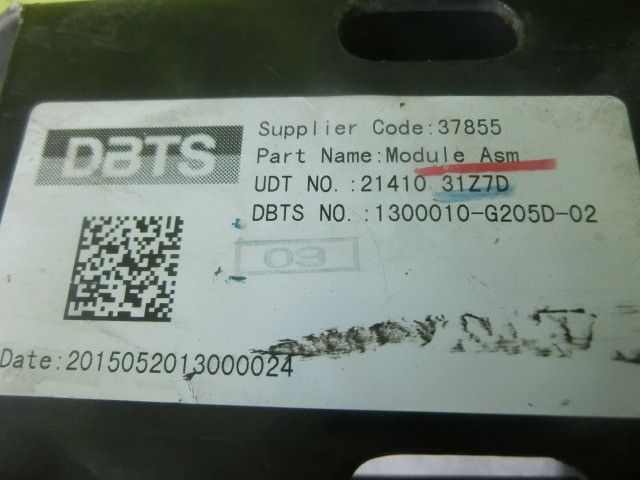 DBTS
Supplier Code:37855
Part Name:Module Asm
UDT NO.:21410 31Z7D
DBTS NO.:1300010-G205D-02
09
Date:2015052013000024